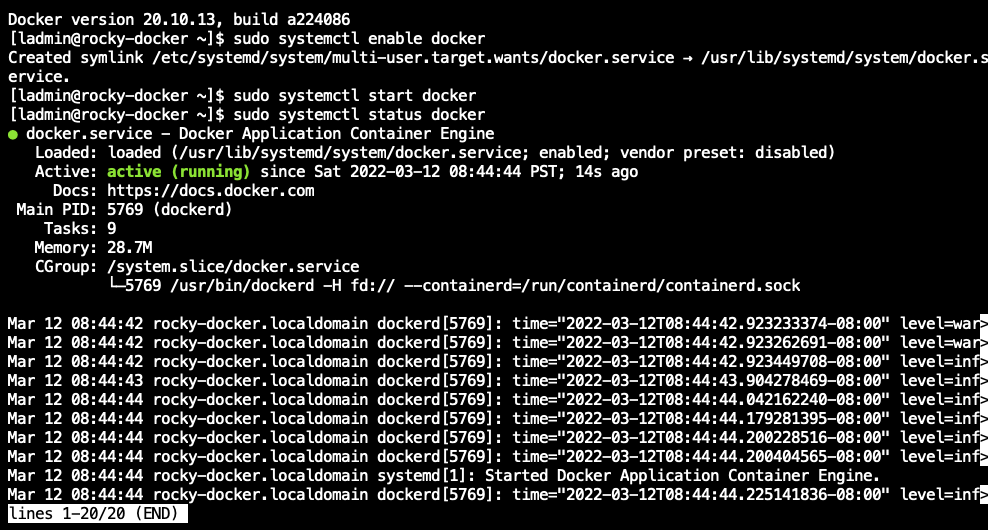 Docker version 20.10.13, build a224086
[ladmin@rocky-docker ~]$ sudo systemctl enable docker
Created symlink /etc/systemd/system/multi-user.target.wants/docker.service → /usr/lib/systemd/system/docker.s
ervice.
[ladmin@rocky-docker ~]$ sudo systemctl start docker
[ladmin@rocky-docker ~]$ sudo systemctl status docker
● docker.service - Docker Application Container Engine
   Loaded: loaded (/usr/lib/systemd/system/docker.service; enabled; vendor preset: disabled)
   Active: active (running) since Sat 2022-03-12 08:44:44 PST; 14s ago
     Docs: https://docs.docker.com
 Main PID: 5769 (dockerd)
    Tasks: 9
   Memory: 28.7M
   CGroup: /system.slice/docker.service
           └─5769 /usr/bin/dockerd -H fd:// --containerd=/run/containerd/containerd.sock

Mar 12 08:44:42 rocky-docker.localdomain dockerd[5769]: time="2022-03-12T08:44:42.923233374-08:00" level=war>
Mar 12 08:44:42 rocky-docker.localdomain dockerd[5769]: time="2022-03-12T08:44:42.923262691-08:00" level=war>
Mar 12 08:44:42 rocky-docker.localdomain dockerd[5769]: time="2022-03-12T08:44:42.923449708-08:00" level=inf>
Mar 12 08:44:43 rocky-docker.localdomain dockerd[5769]: time="2022-03-12T08:44:43.904278469-08:00" level=inf>
Mar 12 08:44:44 rocky-docker.localdomain dockerd[5769]: time="2022-03-12T08:44:44.042162240-08:00" level=inf>
Mar 12 08:44:44 rocky-docker.localdomain dockerd[5769]: time="2022-03-12T08:44:44.179281395-08:00" level=inf>
Mar 12 08:44:44 rocky-docker.localdomain dockerd[5769]: time="2022-03-12T08:44:44.200228516-08:00" level=inf>
Mar 12 08:44:44 rocky-docker.localdomain dockerd[5769]: time="2022-03-12T08:44:44.200404565-08:00" level=inf>
Mar 12 08:44:44 rocky-docker.localdomain systemd[1]: Started Docker Application Container Engine.
Mar 12 08:44:44 rocky-docker.localdomain dockerd[5769]: time="2022-03-12T08:44:44.225141836-08:00" level=inf>
lines 1-20/20 (END)